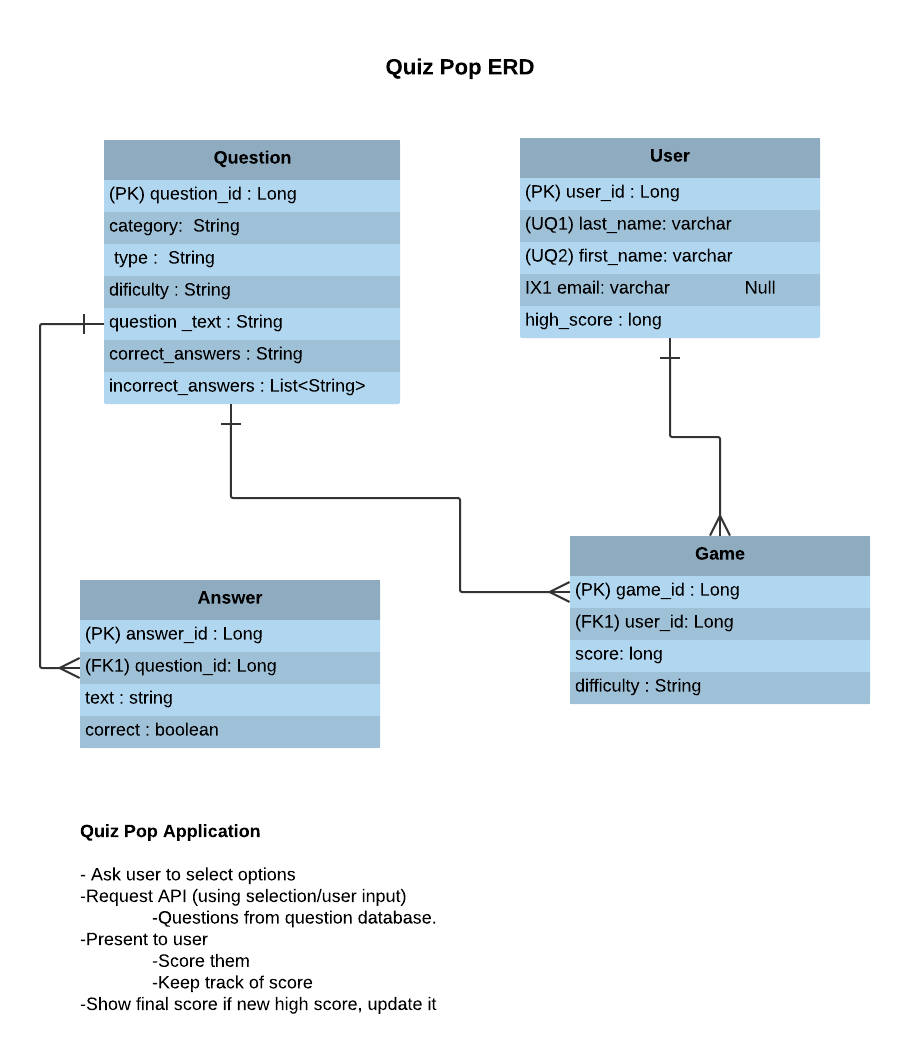 Quiz Pop ERD
Question
(PK) question_id : Long
category:  String
type :  String
dificulty : String
question _text : String
correct_answers : String
incorrect_answers : List<String>
User
(PK) user_id : Long
(UQ1) last_name: varchar
(UQ2) first_name: varchar
IX1 email: varchar Null
high_score : long
Answer
(PK) answer_id : Long
(FK1) question_id: Long
text : string
correct : boolean
Game
(PK) game_id : Long
(FK1) user_id: Long
score: long
difficulty : String
Quiz Pop Application
- Ask user to select options
-Request API (using selection/user input)
-Questions from question database.
-Present to user
-Score them
-Keep track of score
-Show final score if new high score, update it